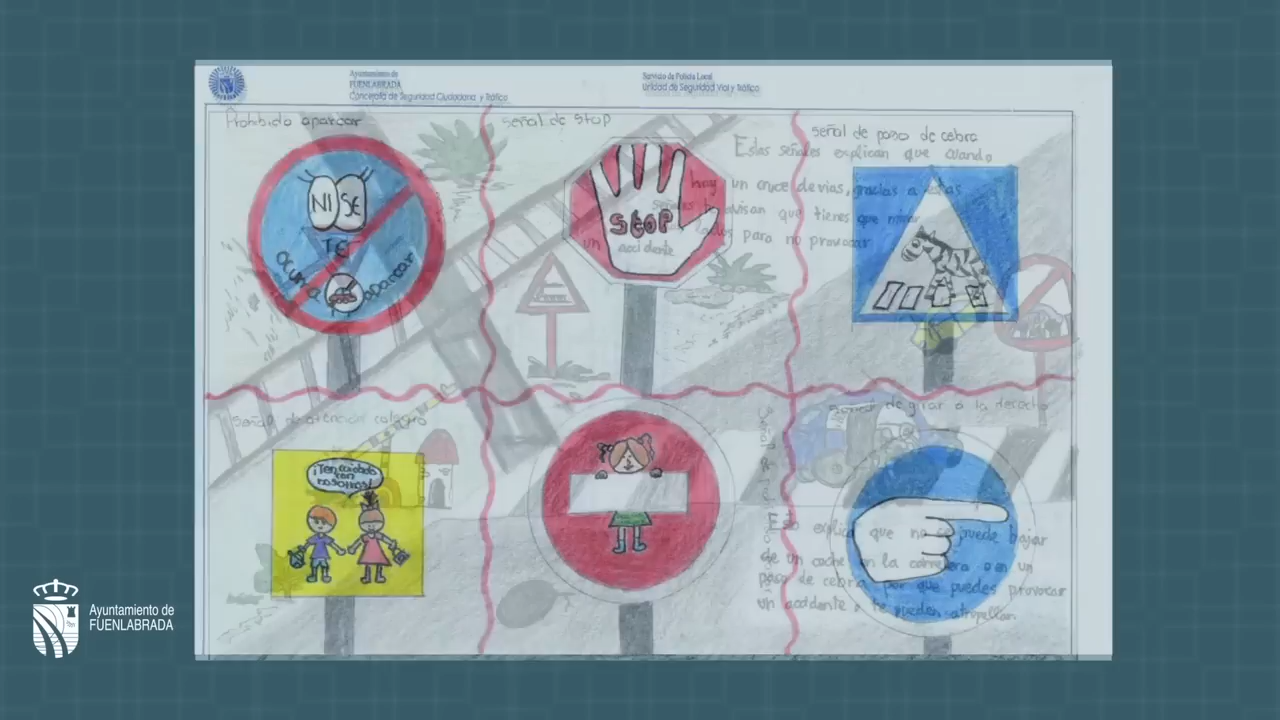 Ayuntamiento de
FUENLABRADA
Concejalía de Seguridad Ciudadana y Tráfico
Servicio de Policía Local
Unidad de Seguridad Vial y Tráfico
Prohibido aparcar
NI SE
TE
OCURRA aparcar
señal de stop
STOP
señal de paso de cebra
Estas señales explican que cuando
hay un cruce de vias, gracias a estas
señales te avisan que tienes que mirar
lados para no provocar
un accidente
Señal de atención colegio
¡Ten cuidado
con
nosotros!
señal de girar a la derecha
Eso explica que no se puede bajar
de un coche en la carretera o en un
paso de cebra por que puedes provocar
un accidente o te pueden atropellar
Ayuntamiento de
FUENLABRADA